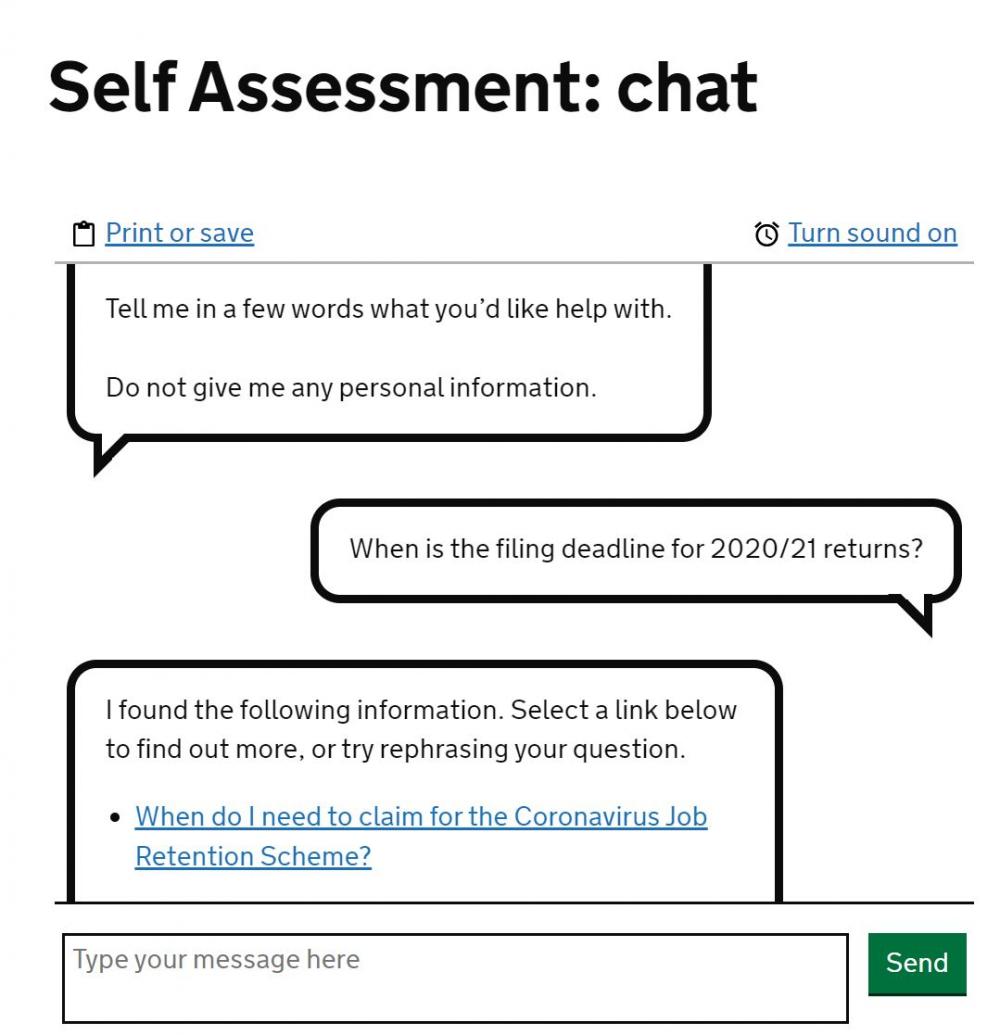 Self Assessment: chat
Print or save
Turn sound on
Tell me in a few words what you’d like help with.
Do not give me any personal information.
When is the filing deadline for 2020/21 returns?
I found the following information. Select a link below
to find out more, or try rephrasing your question.
• When do I need to claim for the Coronavirus Job
Retention Scheme?
Type your message here
Send